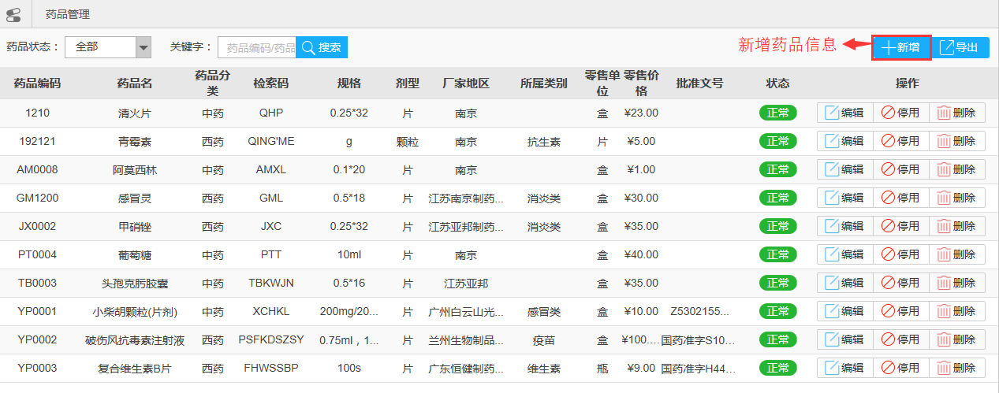 药品管理
药品状态： 全部 关键字： 药品编码/药品 搜索 新增药品信息 新增 导出
药品编码 药品名 药品分类 检索码 规格 剂型 厂家地区 所属类别 零售单位 零售价格 批准文号 状态 操作
1210 清火片 中药 QHP 0.25*32 片 南京 盒 ¥23.00 正常 编辑 停用 删除
192121 青霉素 西药 QING'ME g 颗粒 南京 抗生素 片 ¥5.00 正常 编辑 停用 删除
AM0008 阿莫西林 中药 AMXL 0.1*20 片 南京 盒 ¥1.00 正常 编辑 停用 删除
GM1200 感冒灵 西药 GML 0.5*18 片 江苏南京制药... 消炎类 盒 ¥30.00 正常 编辑 停用 删除
JX0002 甲硝锉 西药 JXC 0.25*32 片 江苏亚邦制药... 消炎类 盒 ¥35.00 正常 编辑 停用 删除
PT0004 葡萄糖 中药 PTT 10ml 片 南京 盒 ¥40.00 正常 编辑 停用 删除
TB0003 头孢克肟胶囊 中药 TBKWJN 0.5*16 片 江苏亚邦 盒 ¥35.00 正常 编辑 停用 删除
YP0001 小柴胡颗粒(片剂) 中药 XCHKL 200mg/20... 片 广州白云山光... 感冒类 盒 ¥10.00 Z5302155... 正常 编辑 停用 删除
YP0002 破伤风抗毒素注射液 西药 PSFKDSZSY 0.75ml，1... 片 兰州生物制品... 疫苗 盒 ¥100.... 国药准字S10... 正常 编辑 停用 删除
YP0003 复合维生素B片 西药 FHWSSBP 100s 片 广东恒健制药... 维生素 瓶 ¥9.00 国药准字H44... 正常 编辑 停用 删除